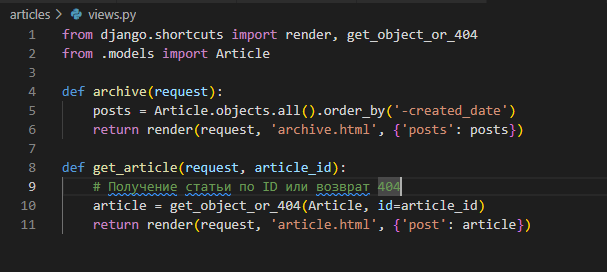 articles > views.py
1 from django.shortcuts import render, get_object_or_404
2 from .models import Article
3
4 def archive(request):
5     posts = Article.objects.all().order_by('-created_date')
6     return render(request, 'archive.html', {'posts': posts})
7
8 def get_article(request, article_id):
9     # Получение статьи по ID или возврат 404
10     article = get_object_or_404(Article, id=article_id)
11     return render(request, 'article.html', {'post': article})